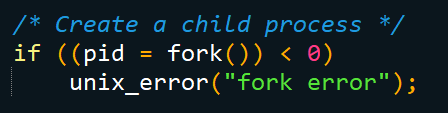 /* Create a child process */
if ((pid = fork()) < 0)
    unix_error("fork error");